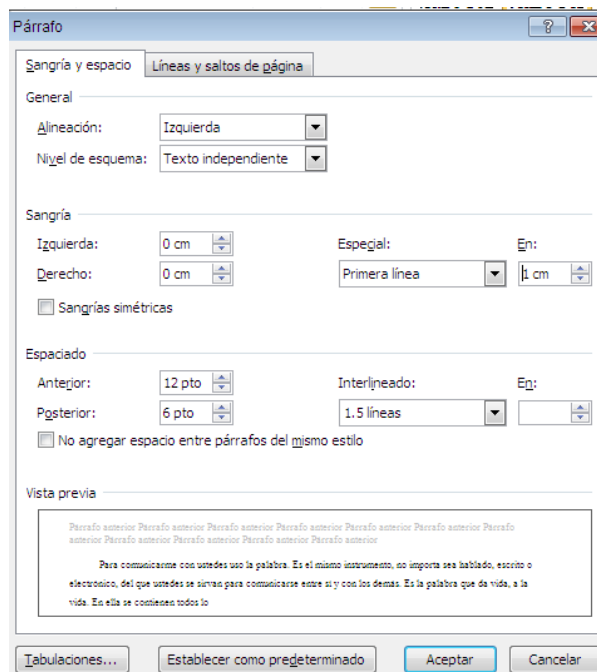 Párrafo
Sangría y espacio Líneas y saltos de página
General
Alineación: Izquierda
Nivel de esquema: Texto independiente
Sangría
Izquierda: 0 cm Especial: En:
Derecho: 0 cm Primera línea 1 cm
Sangrías simétricas
Espaciado
Anterior: 12 pto Interlineado: En:
Posterior: 6 pto 1.5 líneas
No agregar espacio entre párrafos del mismo estilo
Vista previa
Párrafo anterior Párrafo anterior Párrafo anterior Párrafo anterior Párrafo anterior Párrafo anterior Párrafo
anterior Párrafo anterior Párrafo anterior Párrafo anterior Párrafo anterior
Para comunicarme con ustedes uso la palabra. Es el mismo instrumento, no importa sea hablado, escrito o
electrónico, del que ustedes se sirvan para comunicarse entre si y con los demás. Es la palabra que da vida, a la
vida. En ella se contienen todos lo
Tabulaciones... Establecer como predeterminado Aceptar Cancelar